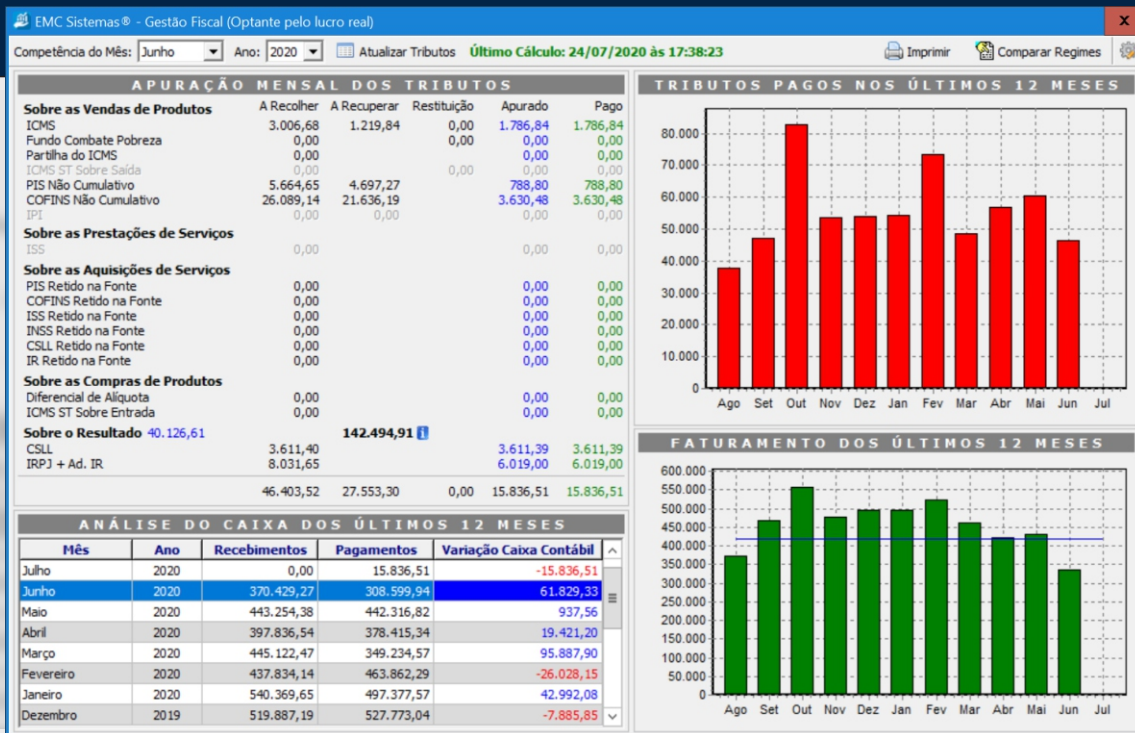 EMC Sistemas® - Gestão Fiscal (Optante pelo lucro real) x
Competência do Mês: Junho Ano: 2020 Atualizar Tributos Último Cálculo: 24/07/2020 às 17:38:23 Imprimir Comparar Regimes
APURAÇÃO MENSAL DOS TRIBUTOS
Sobre as Vendas de Produtos A Recolher A Recuperar Restituição Apurado Pago
ICMS 3.006,68 1.219,84 0,00 1.786,84 1.786,84
Fundo Combate Pobreza 0,00 0,00 0,00 0,00
Partilha do ICMS 0,00 0,00 0,00
ICMS ST Sobre Saída 0,00 0,00 0,00 0,00
PIS Não Cumulativo 5.664,65 4.697,27 788,80 788,80
COFINS Não Cumulativo 26.089,14 21.636,19 3.630,48 3.630,48
IPI 0,00 0,00 0,00 0,00
Sobre as Prestações de Serviços
ISS 0,00 0,00 0,00
Sobre as Aquisições de Serviços
PIS Retido na Fonte 0,00 0,00 0,00
COFINS Retido na Fonte 0,00 0,00 0,00
ISS Retido na Fonte 0,00 0,00 0,00
INSS Retido na Fonte 0,00 0,00 0,00
CSLL Retido na Fonte 0,00 0,00 0,00
IR Retido na Fonte 0,00 0,00 0,00
Sobre as Compras de Produtos
Diferencial de Alíquota 0,00 0,00 0,00
ICMS ST Sobre Entrada 0,00 0,00 0,00
Sobre o Resultado 40.126,61 142.494,91 i
CSLL 3.611,40 3.611,39 3.611,39
IRPJ + Ad. IR 8.031,65 6.019,00 6.019,00
46.403,52 27.553,30 0,00 15.836,51 15.836,51
ANÁLISE DO CAIXA DOS ÚLTIMOS 12 MESES
Mês Ano Recebimentos Pagamentos Variação Caixa Contábil
Julho 2020 0,00 15.836,51 -15.836,51
Junho 2020 370.429,27 308.599,94 61.829,33
Maio 2020 443.254,38 442.316,82 937,56
Abril 2020 397.836,54 378.415,34 19.421,20
Março 2020 445.122,47 349.234,57 95.887,90
Fevereiro 2020 437.834,14 463.862,29 -26.028,15
Janeiro 2020 540.369,65 497.377,57 42.992,08
Dezembro 2019 519.887,19 527.773,04 -7.885,85
TRIBUTOS PAGOS NOS ÚLTIMOS 12 MESES
80.000
70.000
60.000
50.000
40.000
30.000
20.000
10.000
0
Ago Set Out Nov Dez Jan Fev Mar Abr Mai Jun Jul
FATURAMENTO DOS ÚLTIMOS 12 MESES
600.000
550.000
500.000
450.000
400.000
350.000
300.000
250.000
200.000
150.000
100.000
50.000
0
Ago Set Out Nov Dez Jan Fev Mar Abr Mai Jun Jul